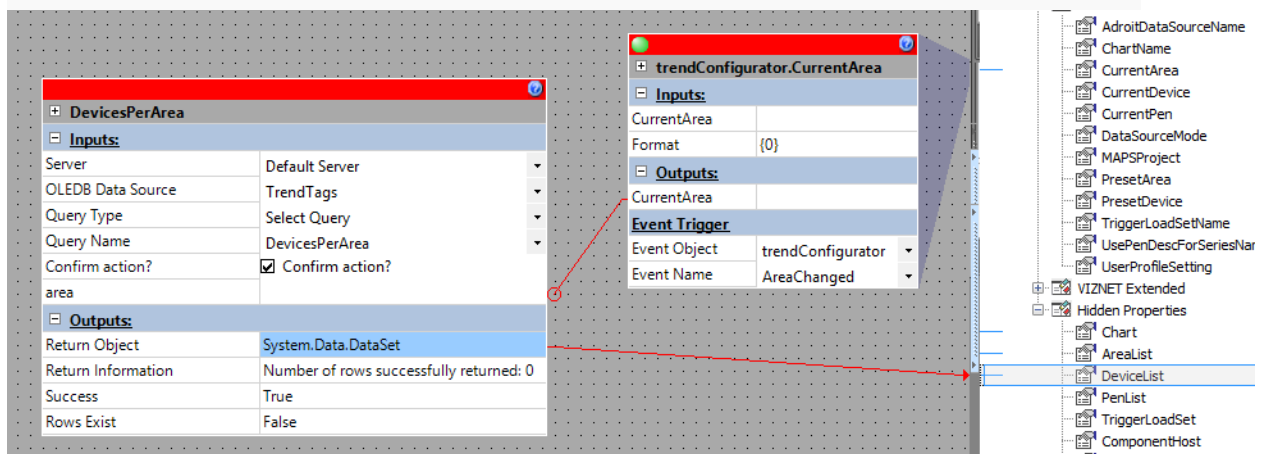 DevicesPerArea
Inputs:
Server Default Server
OLEDB Data Source TrendTags
Query Type Select Query
Query Name DevicesPerArea
Confirm action? Confirm action?
area
Outputs:
Return Object System.Data.DataSet
Return Information Number of rows successfully returned: 0
Success True
Rows Exist False
trendConfigurator.CurrentArea
Inputs:
CurrentArea
Format {0}
Outputs:
CurrentArea
Event Trigger
Event Object trendConfigurator
Event Name AreaChanged
AdroitDataSourceName
ChartName
CurrentArea
CurrentDevice
CurrentPen
DataSourceMode
MAPSProject
PresetArea
PresetDevice
TriggerLoadSetName
UsePenDescForSeriesNar
UserProfileSetting
VIZNET Extended
Hidden Properties
Chart
AreaList
DeviceList
PenList
TriggerLoadSet
ComponentHost